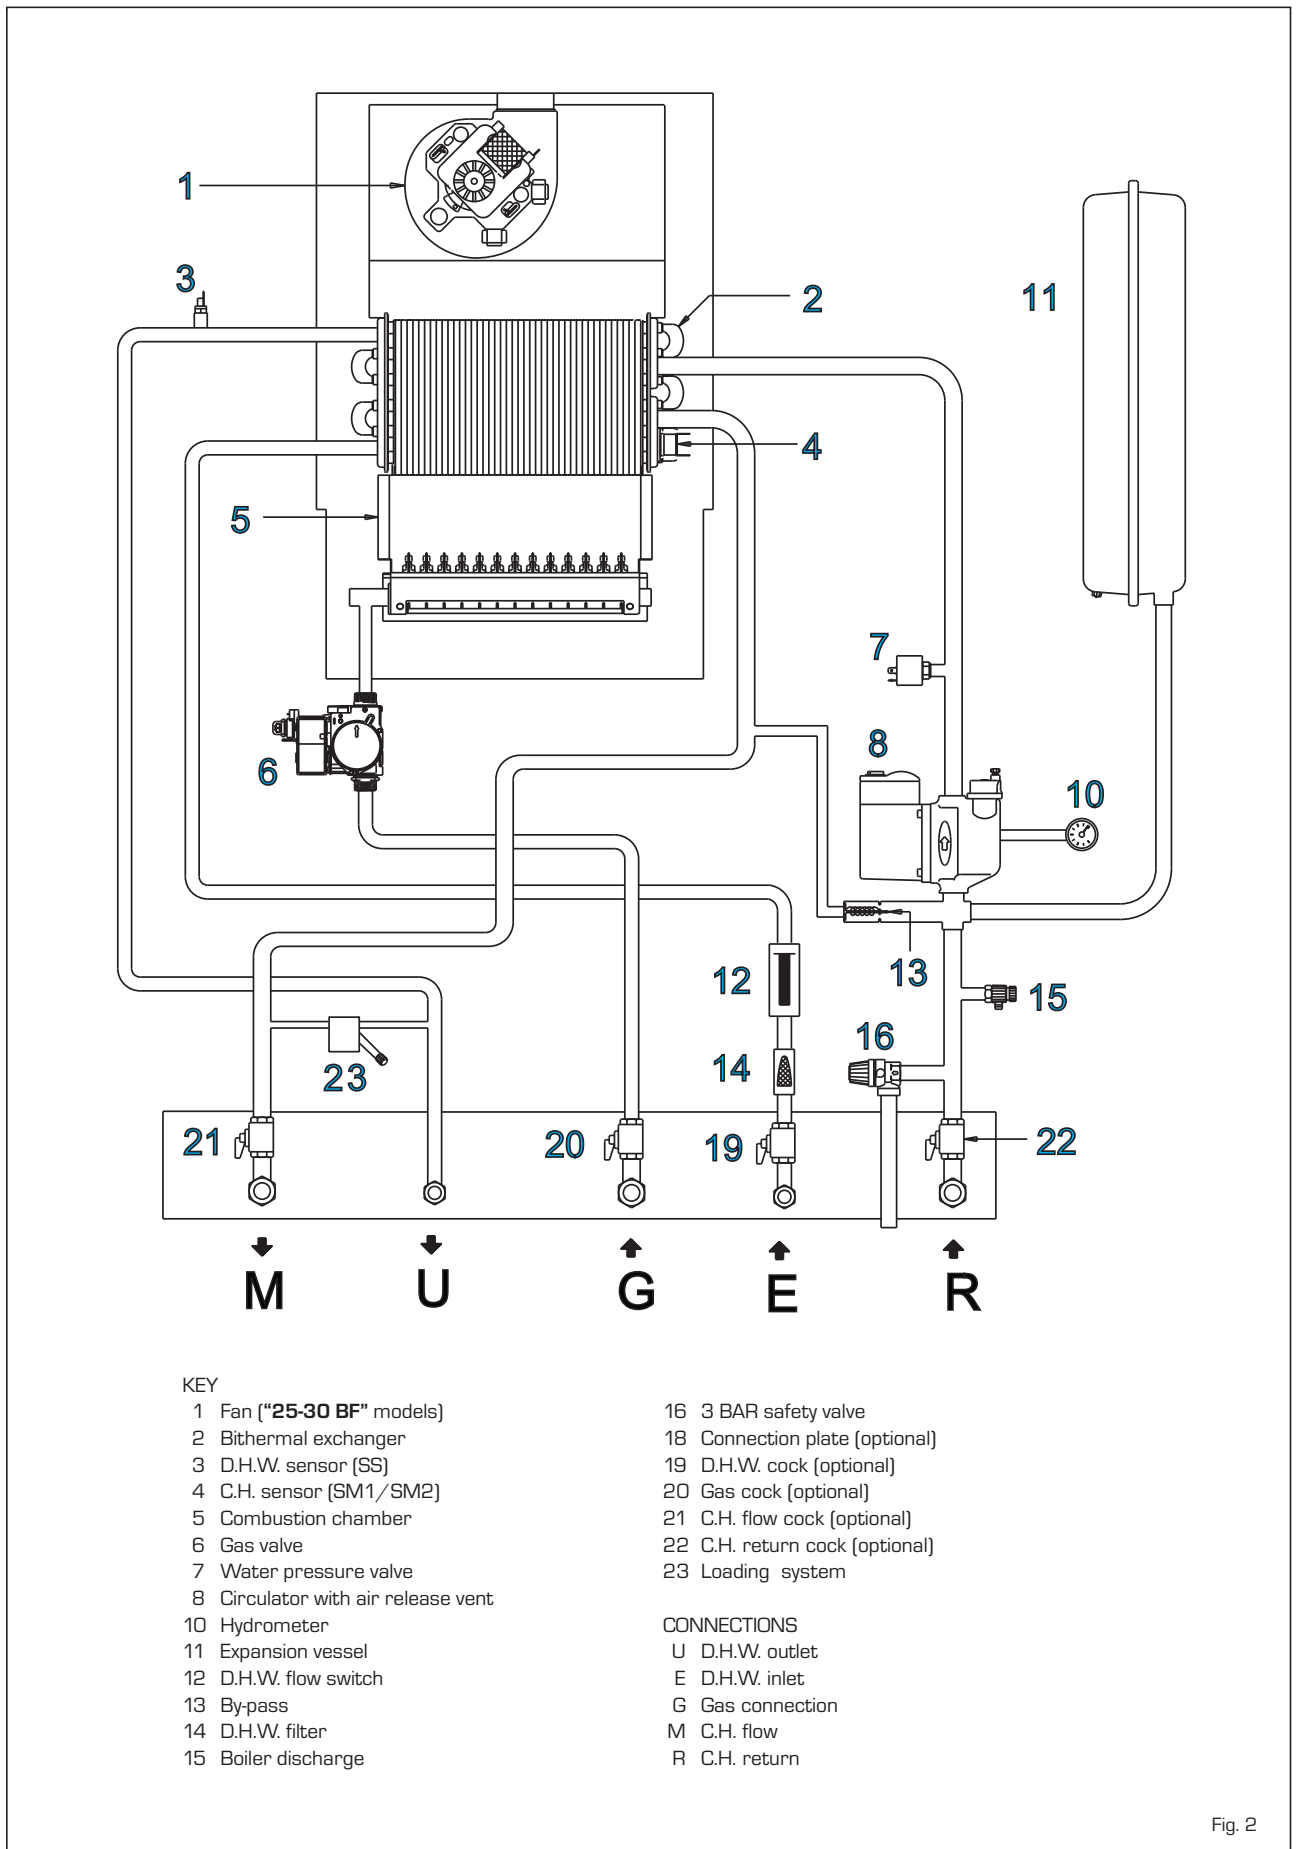 1
3
2
11
4
5
7
8
6
10
13
12
15
16
14
23
21
20
19
22
M
U
G
E
R
KEY
1 Fan ("25-30 BF" models)
2 Bithermal exchanger
3 D.H.W. sensor (SS)
4 C.H. sensor (SM1/SM2)
5 Combustion chamber
6 Gas valve
7 Water pressure valve
8 Circulator with air release vent
10 Hydrometer
11 Expansion vessel
12 D.H.W. flow switch
13 By-pass
14 D.H.W. filter
15 Boiler discharge
16 3 BAR safety valve
18 Connection plate (optional)
19 D.H.W. cock (optional)
20 Gas cock (optional)
21 C.H. flow cock (optional)
22 C.H. return cock (optional)
23 Loading system
CONNECTIONS
U D.H.W. outlet
E D.H.W. inlet
G Gas connection
M C.H. flow
R C.H. return
Fig. 2